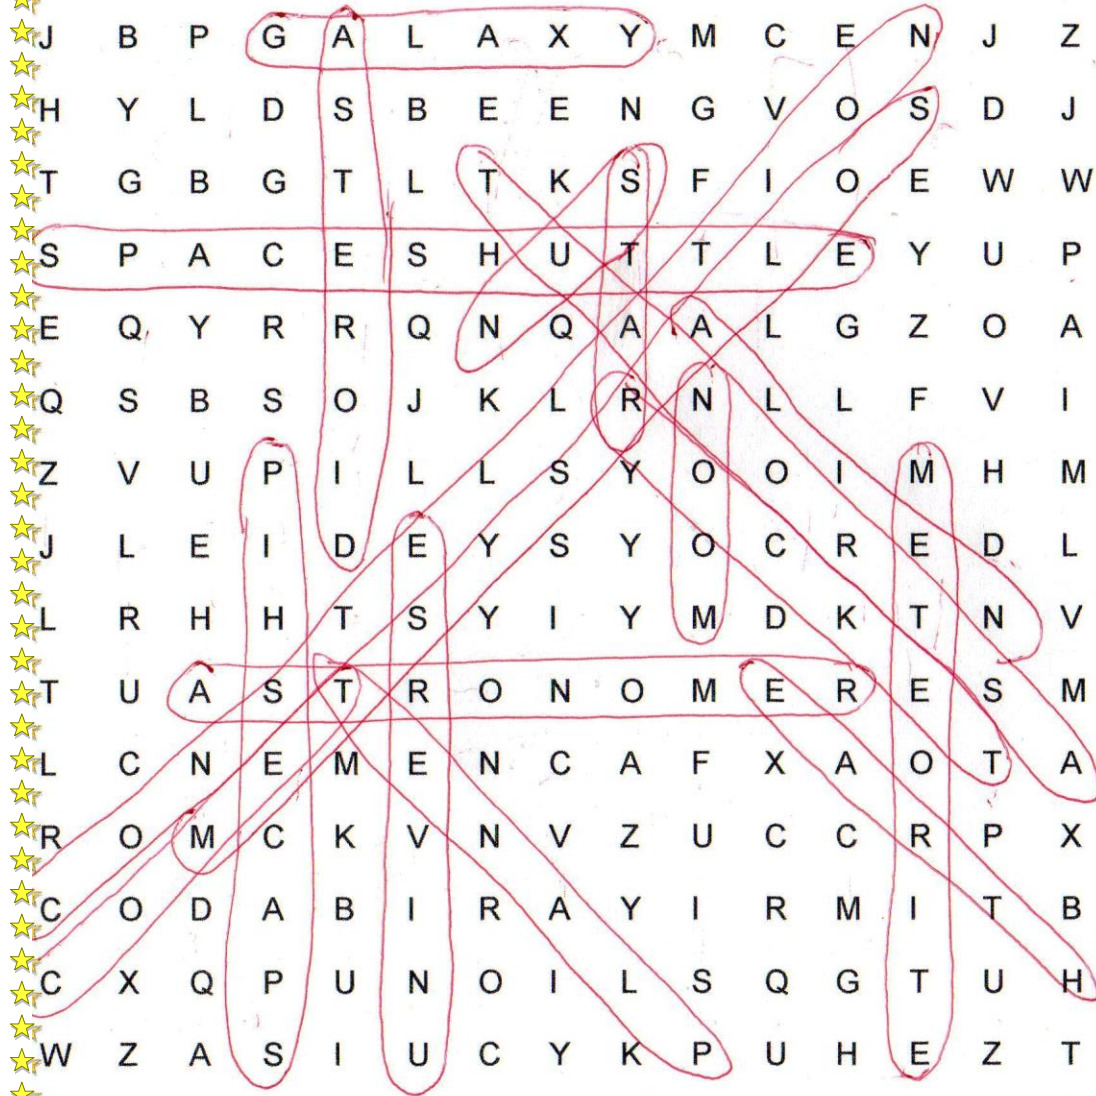 J B P G A L A X Y M C E N J Z
H Y L D S B E E N G V O S D J
T G B G T L T K S F I O E W W
S P A C E S H U T T L E Y U P
E Q Y R R Q N Q A A L G Z O A
Q S B S O J K L R N L L F V I
Z V U P I L L S Y O O I M H M
J L E I D E Y S Y O C R E D L
L R H H T S Y I Y M D K T N V
T U A S T R O N O M E R E S M
L C N E M E N C A F X A O T A
R O M C K V N V Z U C C R P X
C O D A B I R A Y I R M I T B
C X Q P U N O I L S Q G T U H
W Z A S I U C Y K P U H E Z T